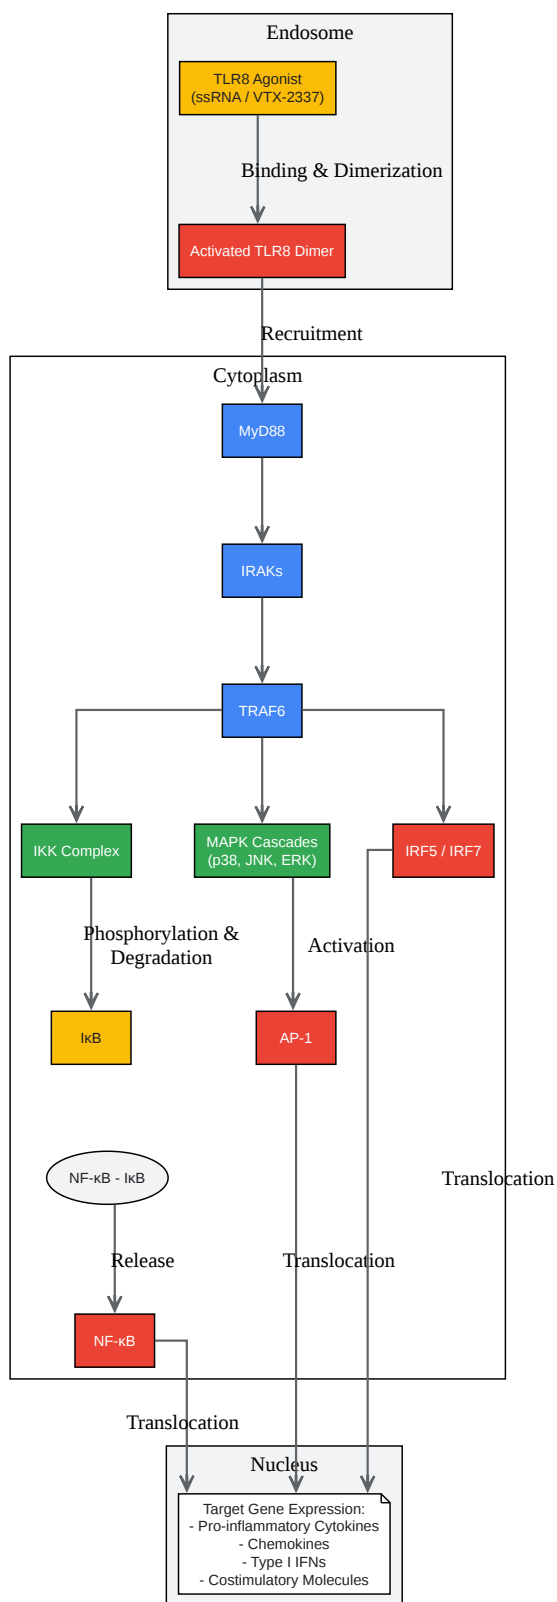 Endosome
TLR8 Agonist
(ssRNA / VTX-2337)
Binding & Dimerization
Activated TLR8 Dimer
Recruitment
Cytoplasm
MyD88
IRAKs
TRAF6
IKK Complex
MAPK Cascades
(p38, JNK, ERK)
IRF5 / IRF7
Phosphorylation &
Degradation
Activation
IκB
AP-1
NF-κB - IκB
Translocation
Release
Translocation
NF-κB
Translocation
Nucleus
Target Gene Expression:
- Pro-inflammatory Cytokines
- Chemokines
- Type I IFNs
- Costimulatory Molecules